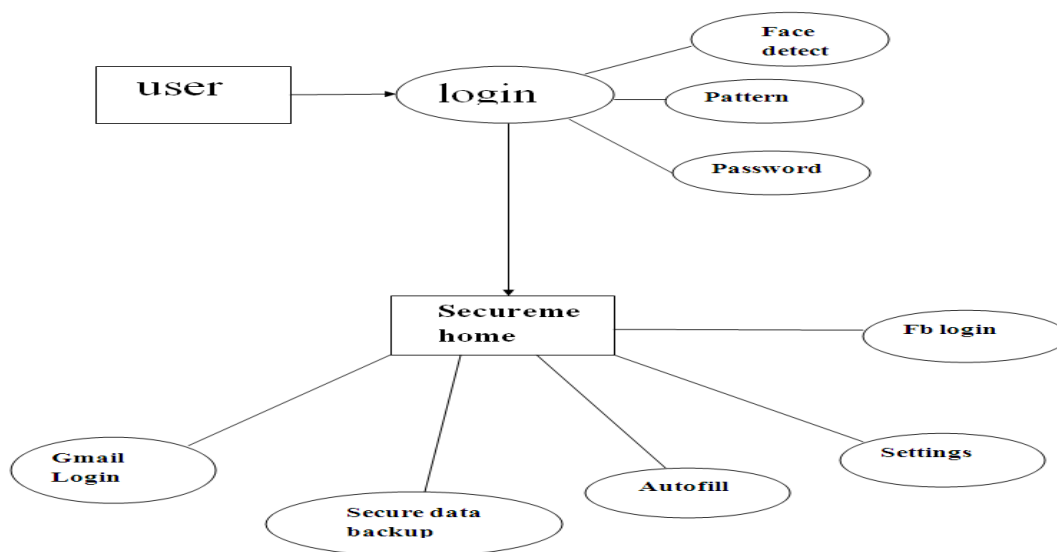 Face
detect
user
login
Pattern
Password
Secureme
home
Fb login
Gmail
Login
Settings
Autofill
Secure data
backup